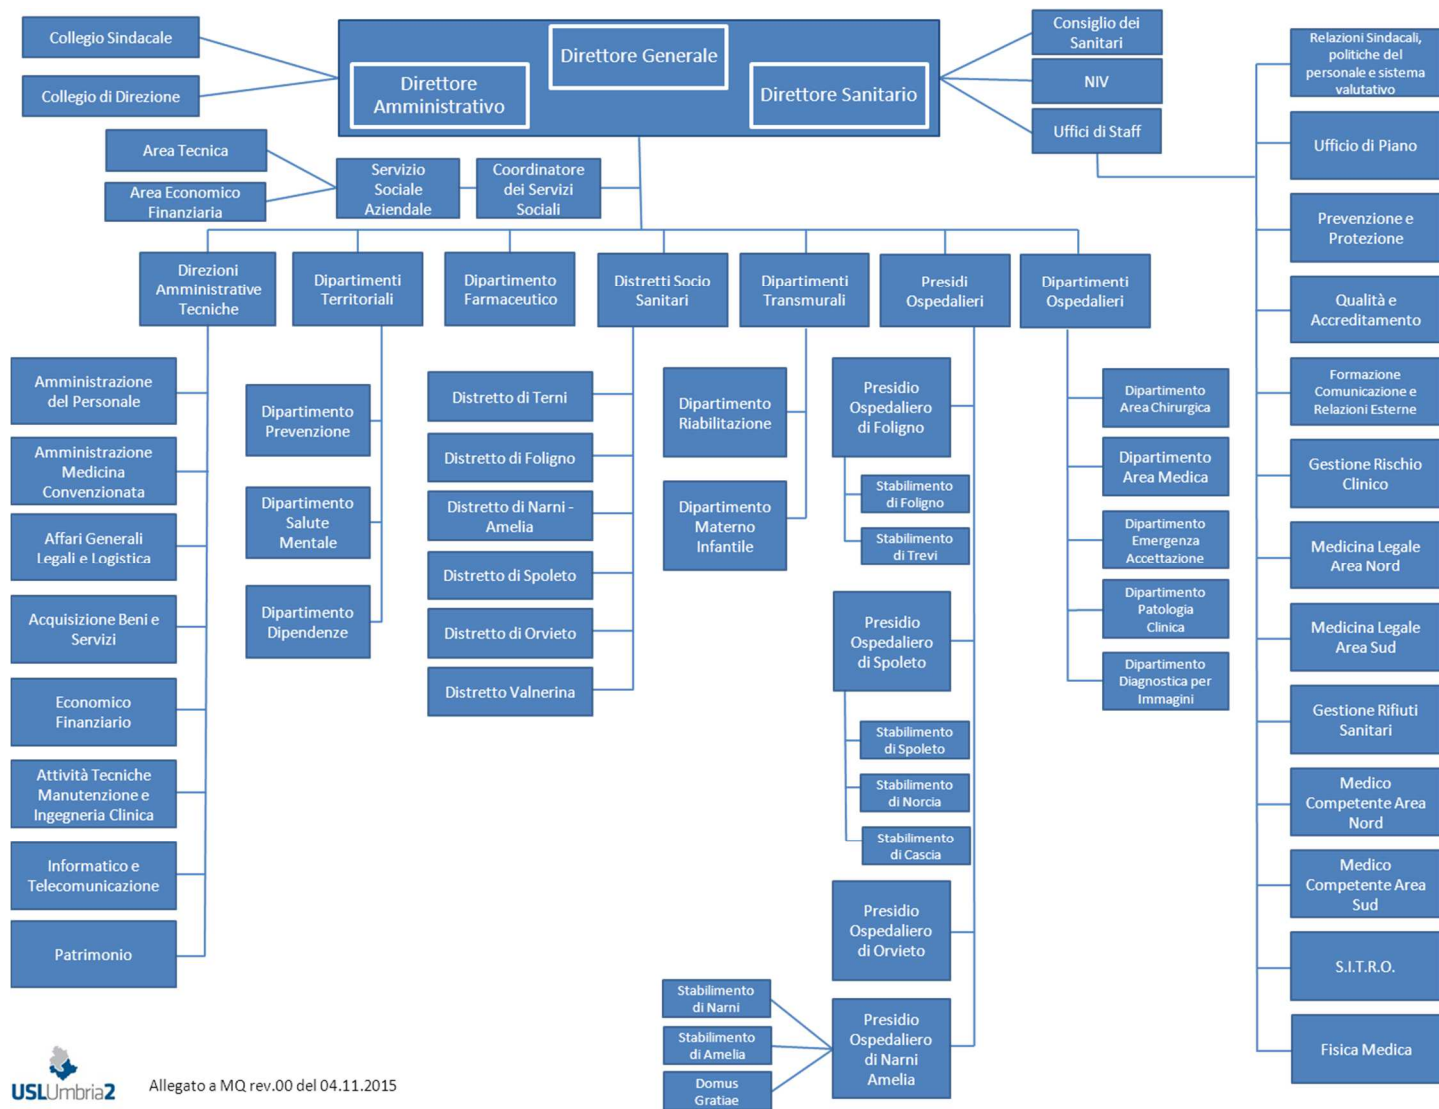 Collegio Sindacale
Collegio di Direzione
Direttore Generale
Direttore
Amministrativo
Direttore Sanitario
Consiglio dei
Sanitari
NIV
Uffici di Staff
Area Tecnica
Area Economico
Finanziaria
Servizio
Sociale
Aziendale
Coordinatore
dei Servizi
Sociali
Direzioni
Amministrative
Tecniche
Dipartimenti
Territoriali
Dipartimento
Farmaceutico
Distretti Socio
Sanitari
Dipartimenti
Transmurali
Presidi
Ospedalieri
Dipartimenti
Ospedalieri
Amministrazione
del Personale
Amministrazione
Medicina
Convenzionata
Affari Generali
Legali e Logistica
Acquisizione Beni e
Servizi
Economico
Finanziario
Attività Tecniche
Manutenzione e
Ingegneria Clinica
Informatico e
Telecomunicazione
Patrimonio
Dipartimento
Prevenzione
Dipartimento
Salute
Mentale
Dipartimento
Dipendenze
Distretto di Terni
Distretto di Foligno
Distretto di Narni -
Amelia
Distretto di Spoleto
Distretto di Orvieto
Distretto Valnerina
Dipartimento
Riabilitazione
Dipartimento
Materno
Infantile
Presidio
Ospedaliero
di Foligno
Stabilimento
di Foligno
Stabilimento
di Trevi
Presidio
Ospedaliero
di Spoleto
Stabilimento
di Spoleto
Stabilimento
di Norcia
Stabilimento
di Cascia
Presidio
Ospedaliero
di Orvieto
Presidio
Ospedaliero
di Narni
Amelia
Stabilimento
di Narni
Stabilimento
di Amelia
Domus
Gratiae
Dipartimento
Area Chirurgica
Dipartimento
Area Medica
Dipartimento
Emergenza
Accettazione
Dipartimento
Patologia
Clinica
Dipartimento
Diagnostica per
Immagini
Relazioni Sindacali,
politiche del
personale e sistema
valutativo
Ufficio di Piano
Prevenzione e
Protezione
Qualità e
Accreditamento
Formazione
Comunicazione e
Relazioni Esterne
Gestione Rischio
Clinico
Medicina Legale
Area Nord
Medicina Legale
Area Sud
Gestione Rifiuti
Sanitari
Medico
Competente Area
Nord
Medico
Competente Area
Sud
S.I.T.R.O.
Fisica Medica
USLUmbria2
Allegato a MQ rev.00 del 04.11.2015